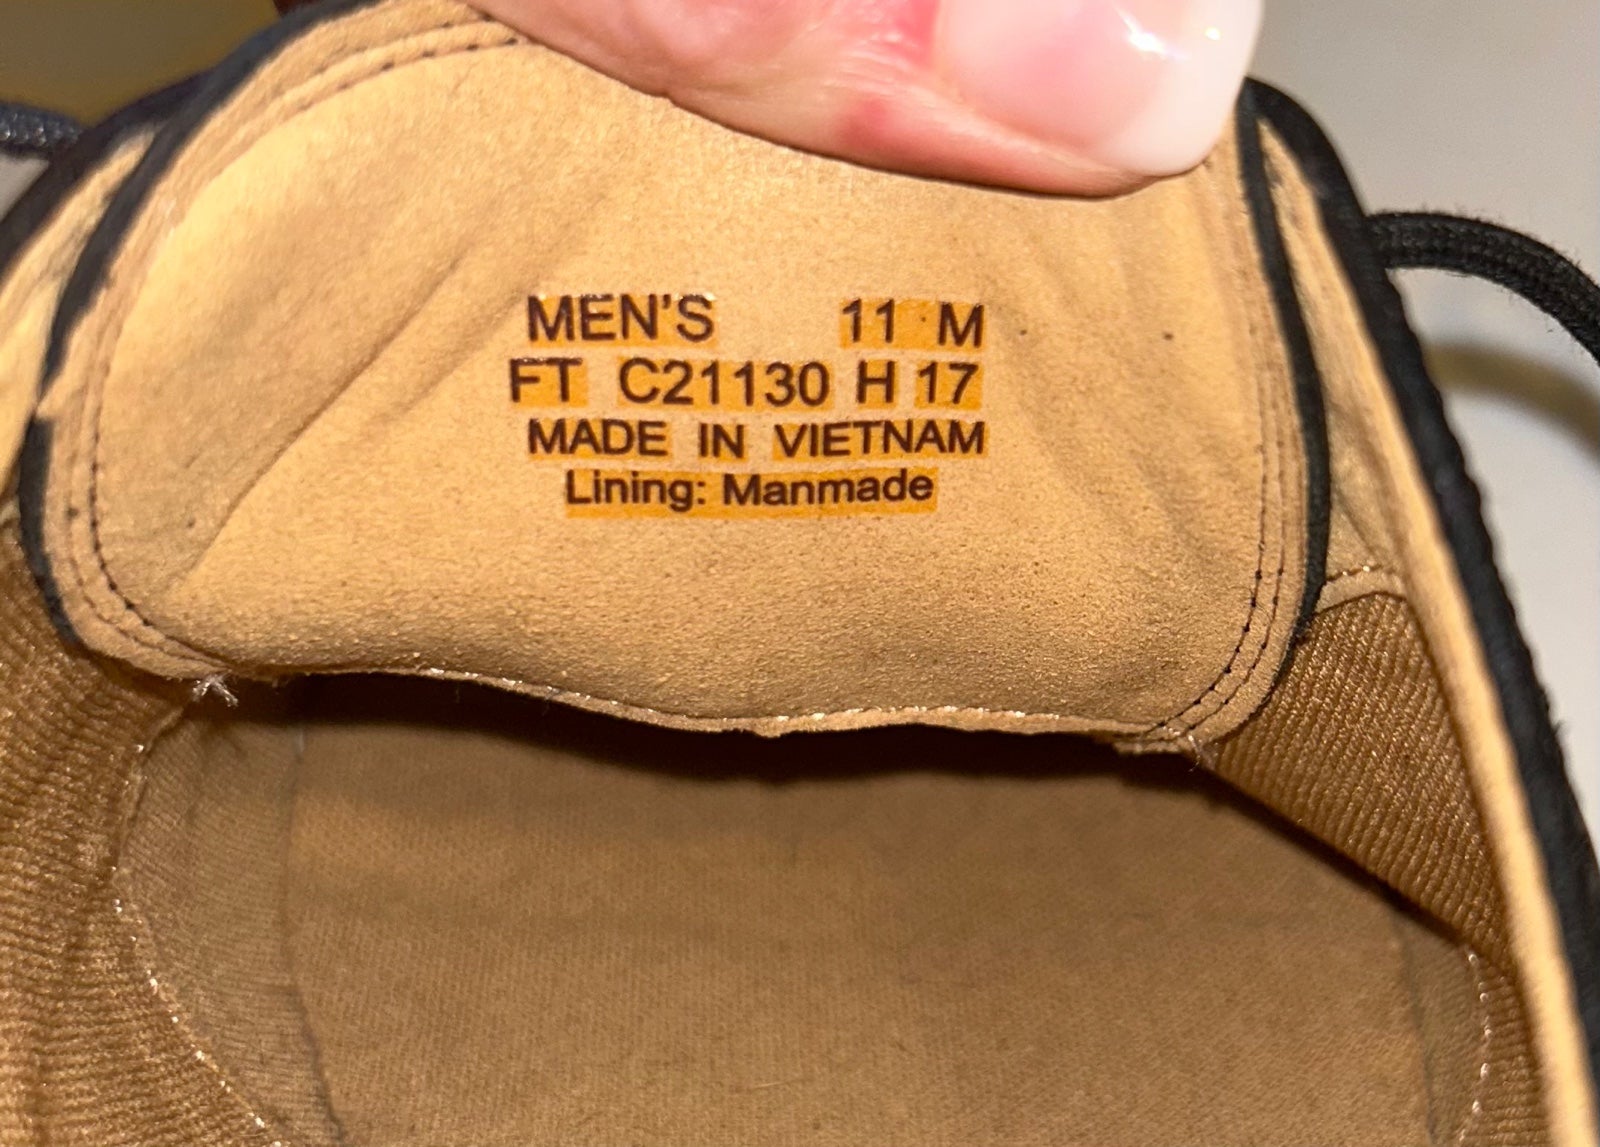 MEN'S 11 M
FT C21130 H 17
MADE IN VIETNAM
Lining: Manmade